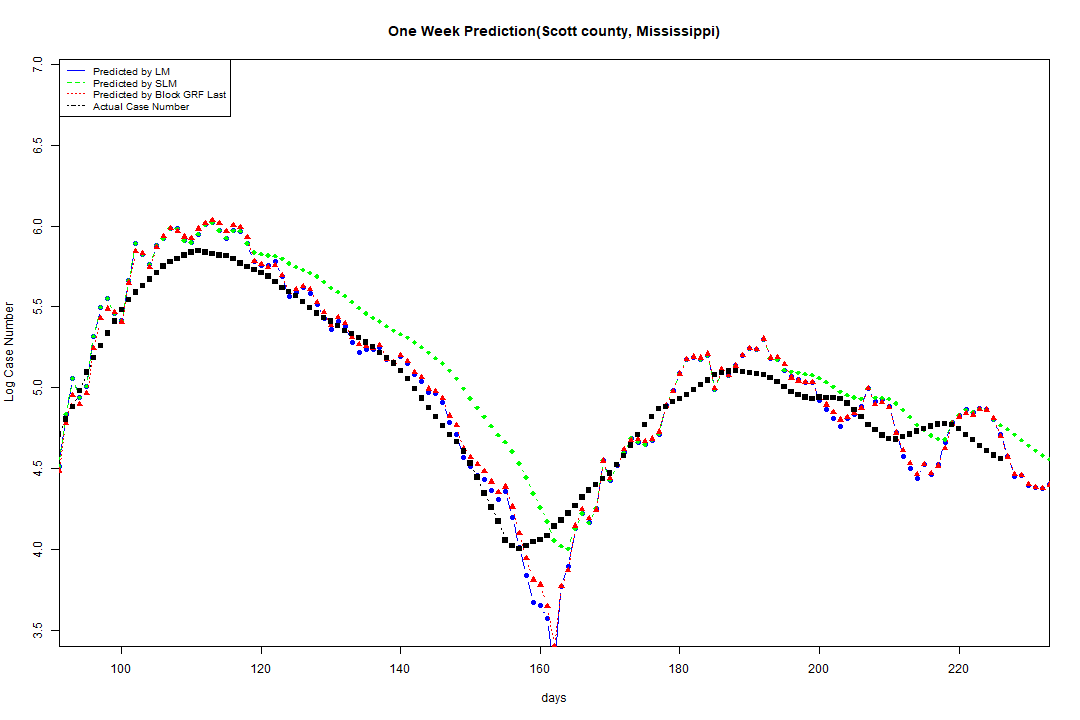 One Week Prediction(Scott county, Mississippi)
Predicted by LM
Predicted by SLM
Predicted by Block GRF Last
Actual Case Number
Log Case Number
7.0
6.5
6.0
5.5
5.0
4.5
4.0
3.5
100 120 140 160 180 200 220
days